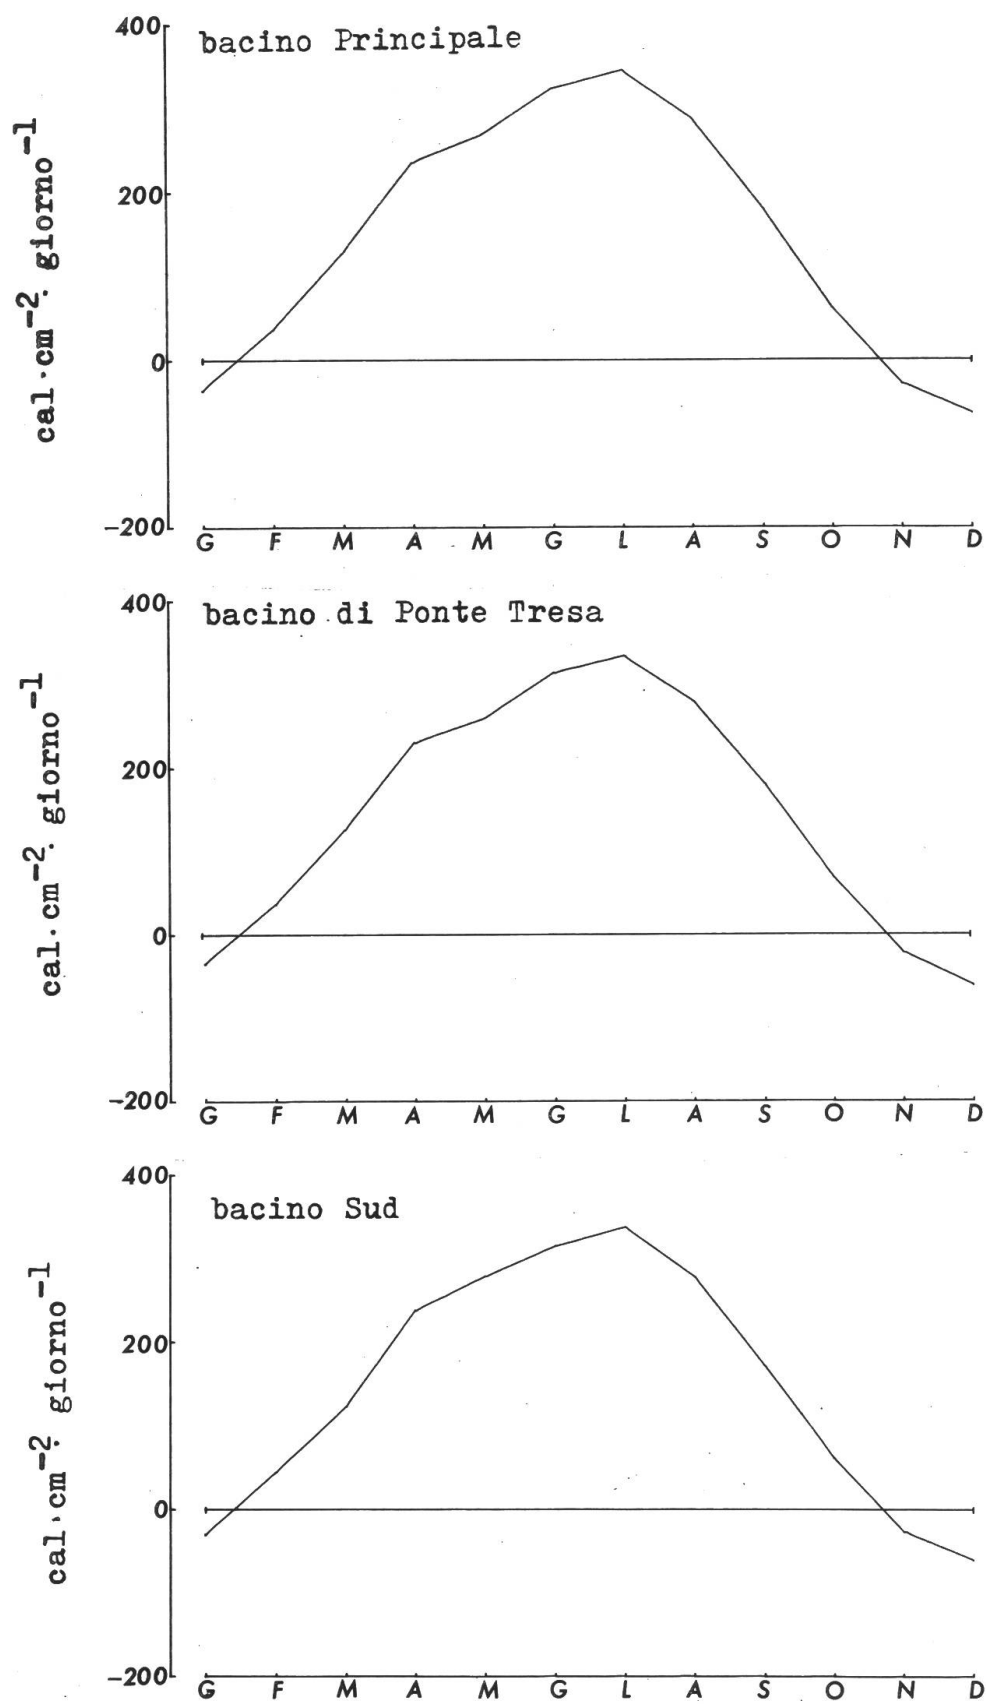 400
bacino Principale
200
0
-200
cal·cm-2· giorno-1
G F M A M G L A S O N D
400
bacino di Ponte Tresa
200
0
-200
cal·cm-2· giorno-1
G F M A M G L A S O N D
400
bacino Sud
200
0
-200
cal·cm-2· giorno-1
G F M A M G L A S O N D